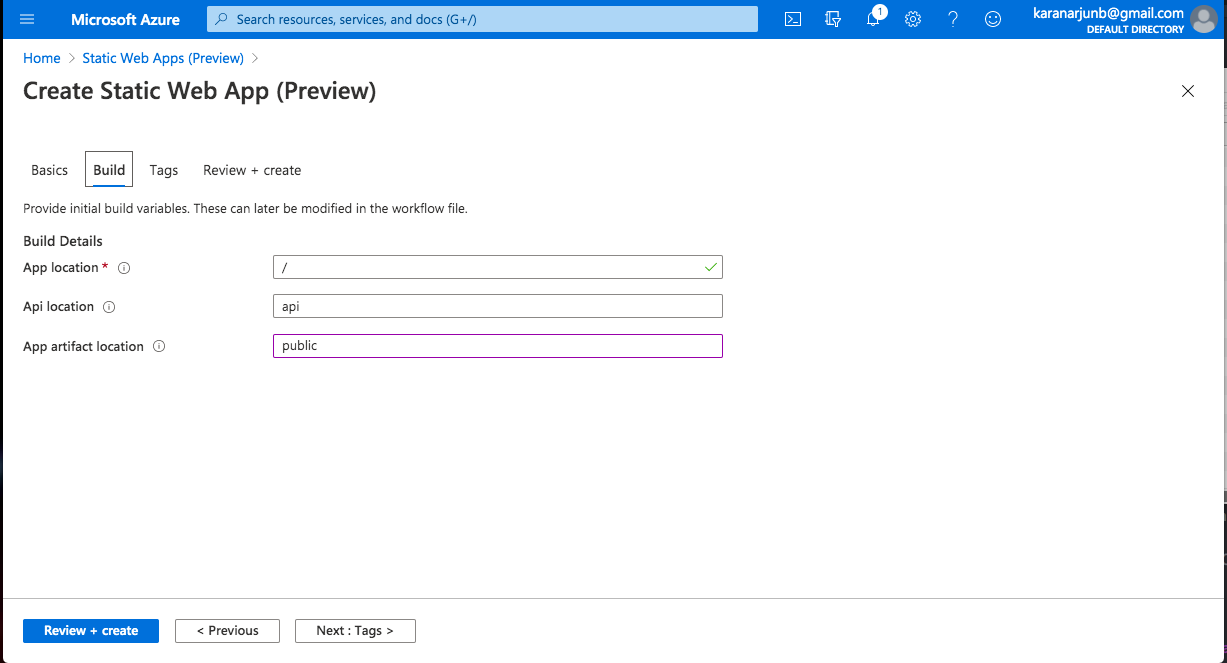 Microsoft Azure
Search resources, services, and docs (G+/)
1
?
karanarjunb@gmail.com
DEFAULT DIRECTORY
Home > Static Web Apps (Preview) >
Create Static Web App (Preview)
Basics Build Tags Review + create
Provide initial build variables. These can later be modified in the workflow file.
Build Details
App location *
/
Api location
api
App artifact location
public
Review + create
< Previous
Next : Tags >